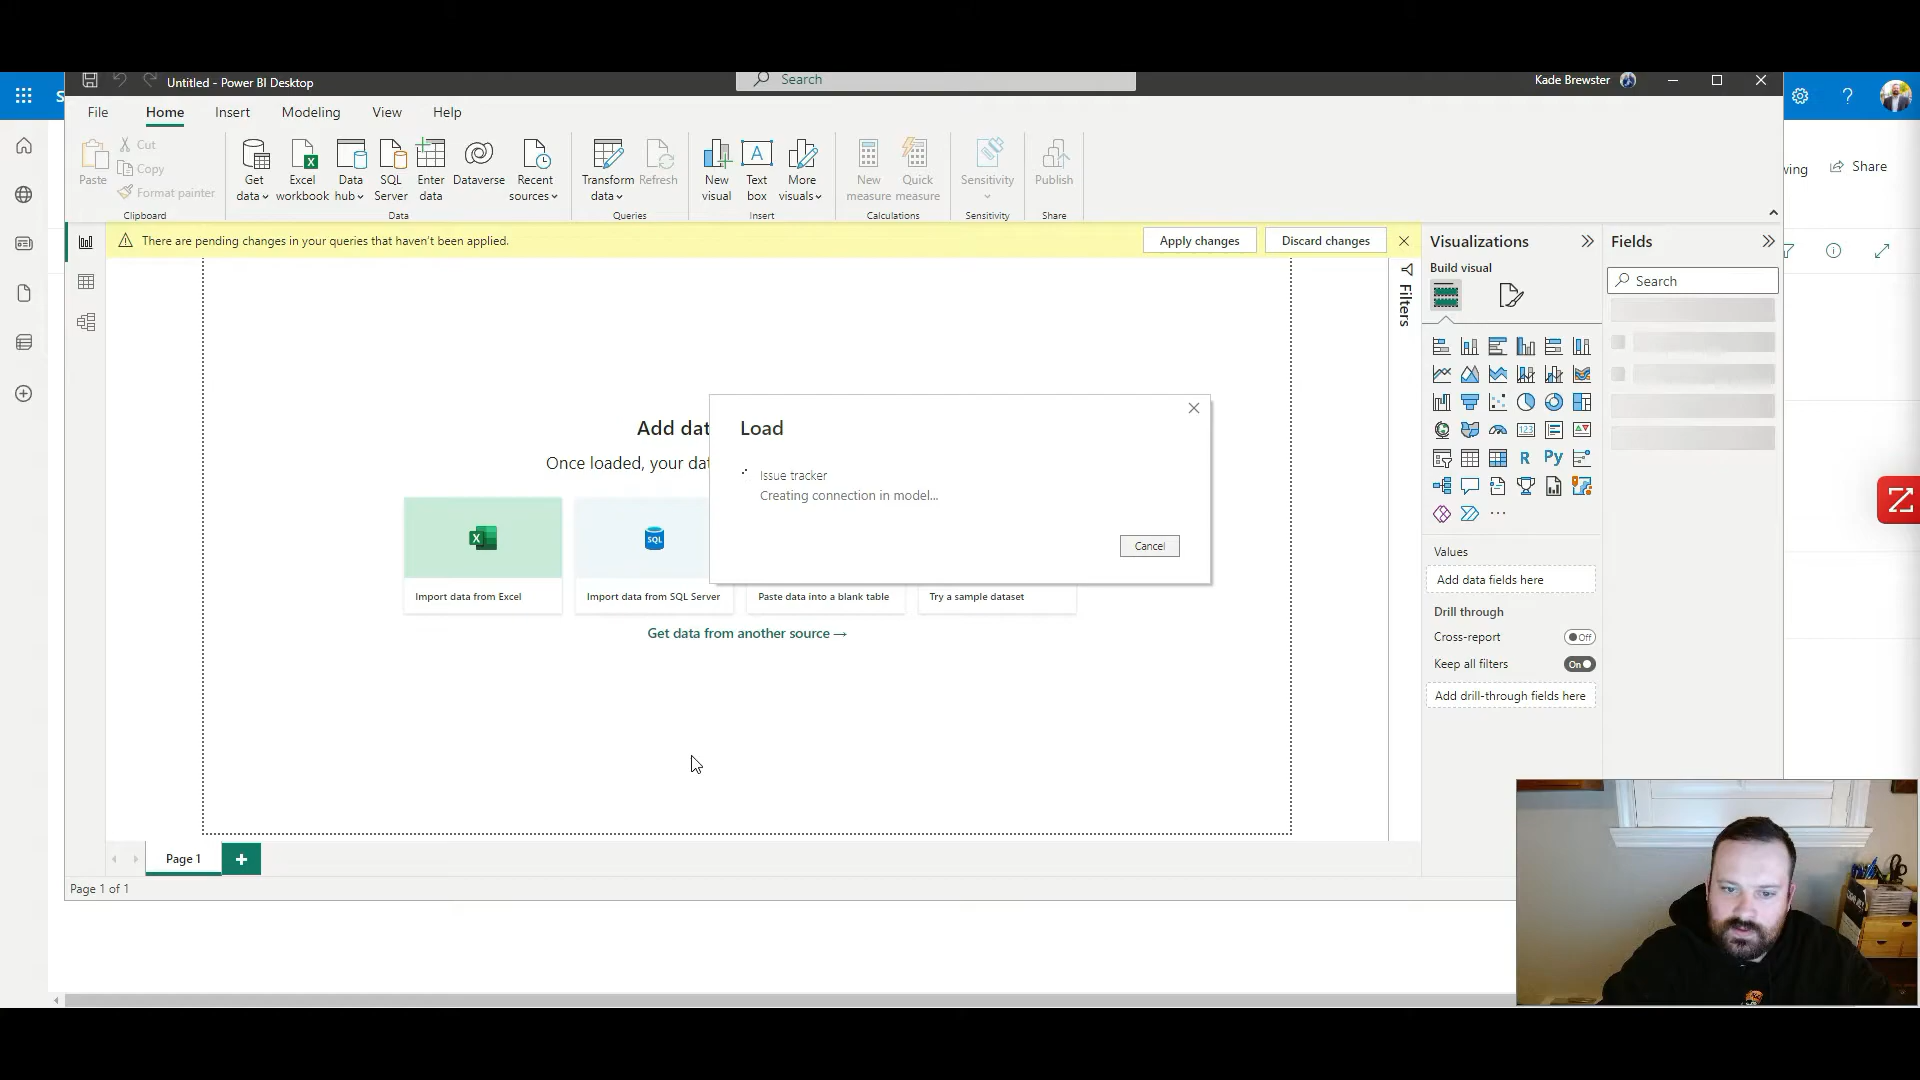 Untitled - Power BI Desktop
Search
Kade Brewster
File
Home
Insert
Modeling
View
Help
Paste
Cut
Copy
Format painter
Clipboard
Get data
Excel workbook
Data hub
SQL Server
Enter data
Dataverse
Recent sources
Data
Transform data
Refresh
Queries
New visual
Text box
More visuals
Insert
New measure
Quick measure
Calculations
Sensitivity
Sensitivity
Publish
Share
wing
Share
There are pending changes in your queries that haven't been applied.
Apply changes
Discard changes
Filters
Visualizations
Build visual
Fields
Search
Add dat
Once loaded, your dat
Load
Issue tracker
Creating connection in model...
Cancel
SQL
Import data from Excel
Import data from SQL Server
Paste data into a blank table
Try a sample dataset
Get data from another source →
123
R
Py
Values
Add data fields here
Drill through
Cross-report
Off
Keep all filters
On
Add drill-through fields here
Page 1
Page 1 of 1